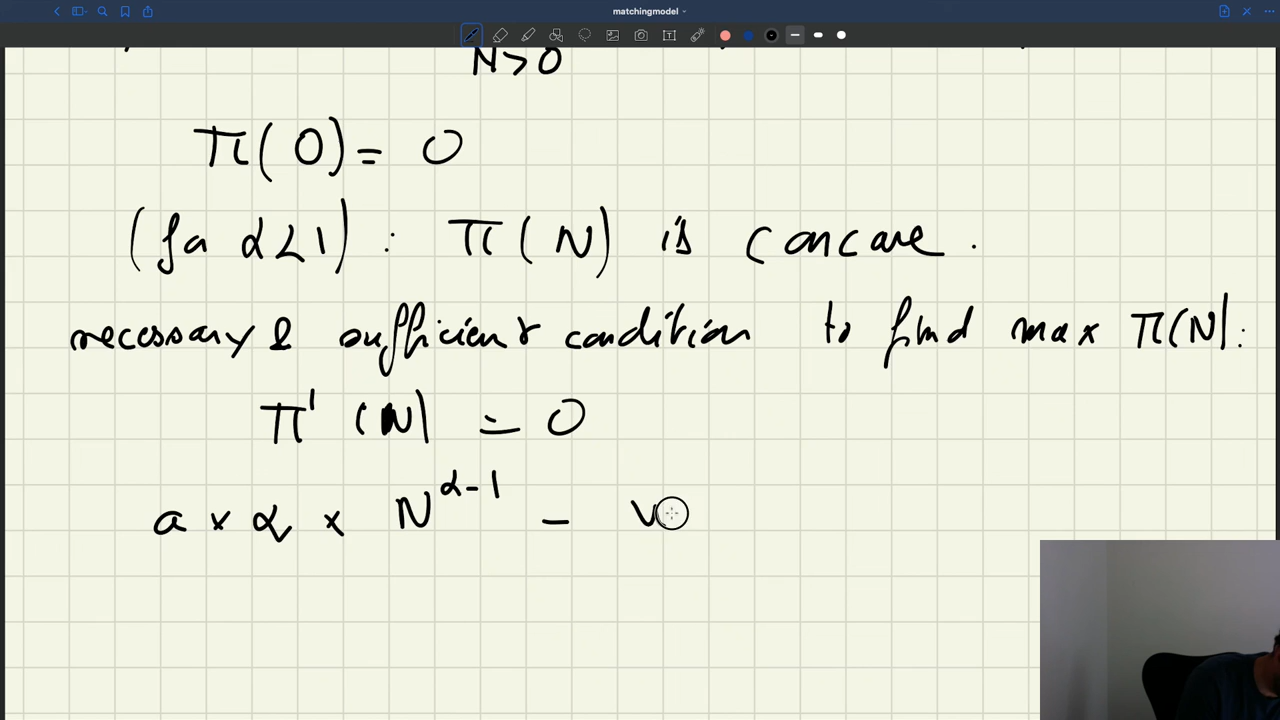 matchingmodel
N > 0
π(0) = 0
(for α < 1) : π(N) is concave.
necessary & sufficient condition to find max π(N) :
π'(N) = 0
a × α × N^{α-1} - w